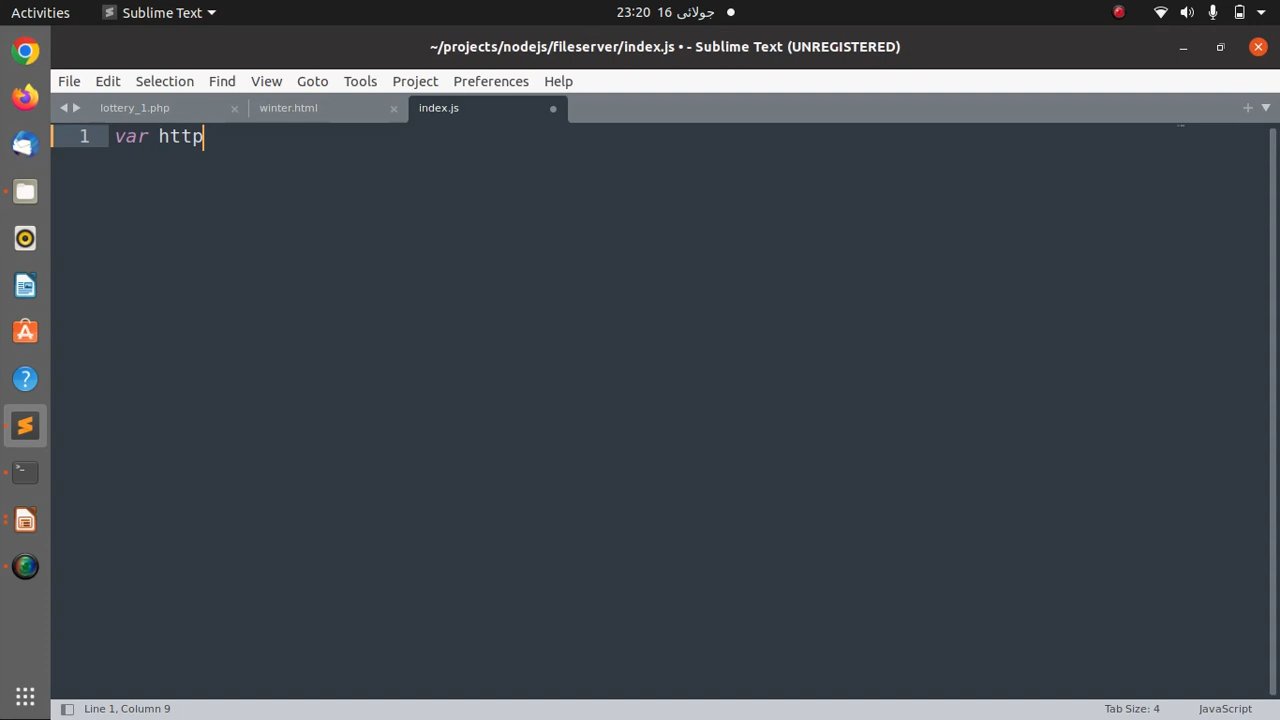 Activities Sublime Text 23:20 16 جولائی
~/projects/nodejs/fileserver/index.js • - Sublime Text (UNREGISTERED)
File Edit Selection Find View Goto Tools Project Preferences Help
lottery_1.php winter.html index.js
1 var http
Line 1, Column 9 Tab Size: 4 JavaScript